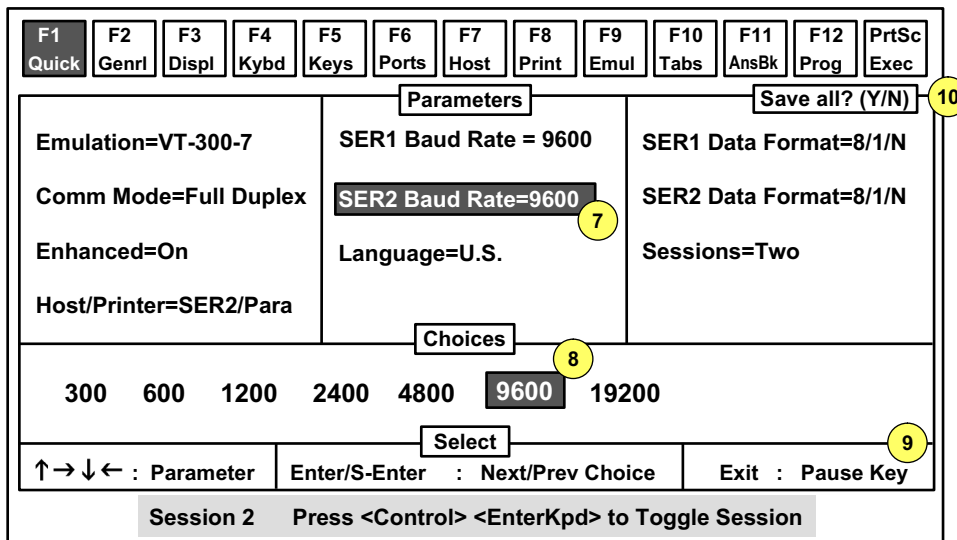 F1 F2 F3 F4 F5 F6 F7 F8 F9 F10 F11 F12 PrtSc
Quick Genrl Displ Kybd Keys Ports Host Print Emul Tabs AnsBk Prog Exec
Parameters Save all? (Y/N) 10
Emulation=VT-300-7 SER1 Baud Rate = 9600 SER1 Data Format=8/1/N
Comm Mode=Full Duplex SER2 Baud Rate=9600 SER2 Data Format=8/1/N
7
Enhanced=On Language=U.S. Sessions=Two
Host/Printer=SER2/Para
Choices
8
300 600 1200 2400 4800 9600 19200
Select 9
↑→↓← : Parameter Enter/S-Enter : Next/Prev Choice Exit : Pause Key
Session 2 Press <Control> <EnterKpd> to Toggle Session